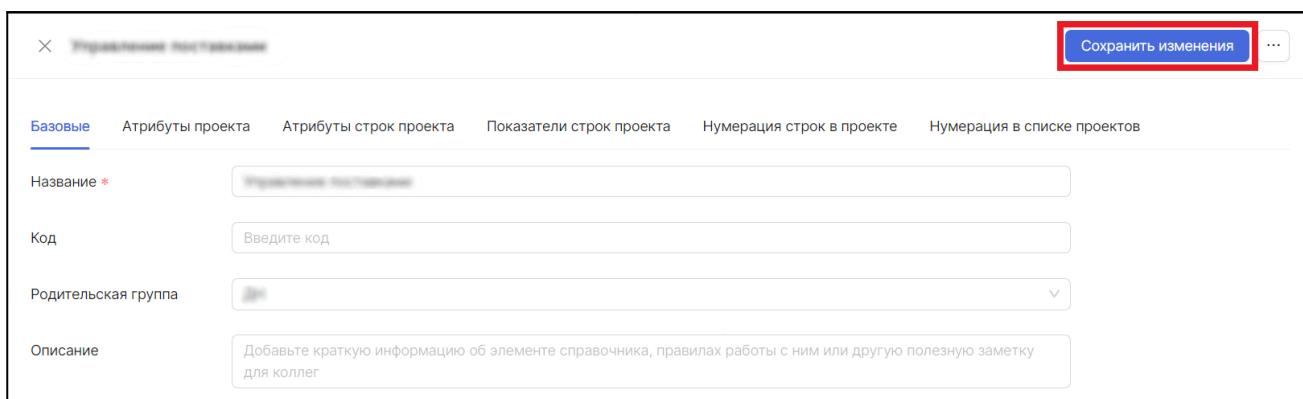 Сохранить изменения
...
Базовые
Атрибуты проекта
Атрибуты строк проекта
Показатели строк проекта
Нумерация строк в проекте
Нумерация в списке проектов
Название *
Код
Введите код
Родительская группа
Описание
Добавьте краткую информацию об элементе справочника, правилах работы с ним или другую полезную заметку
для коллег